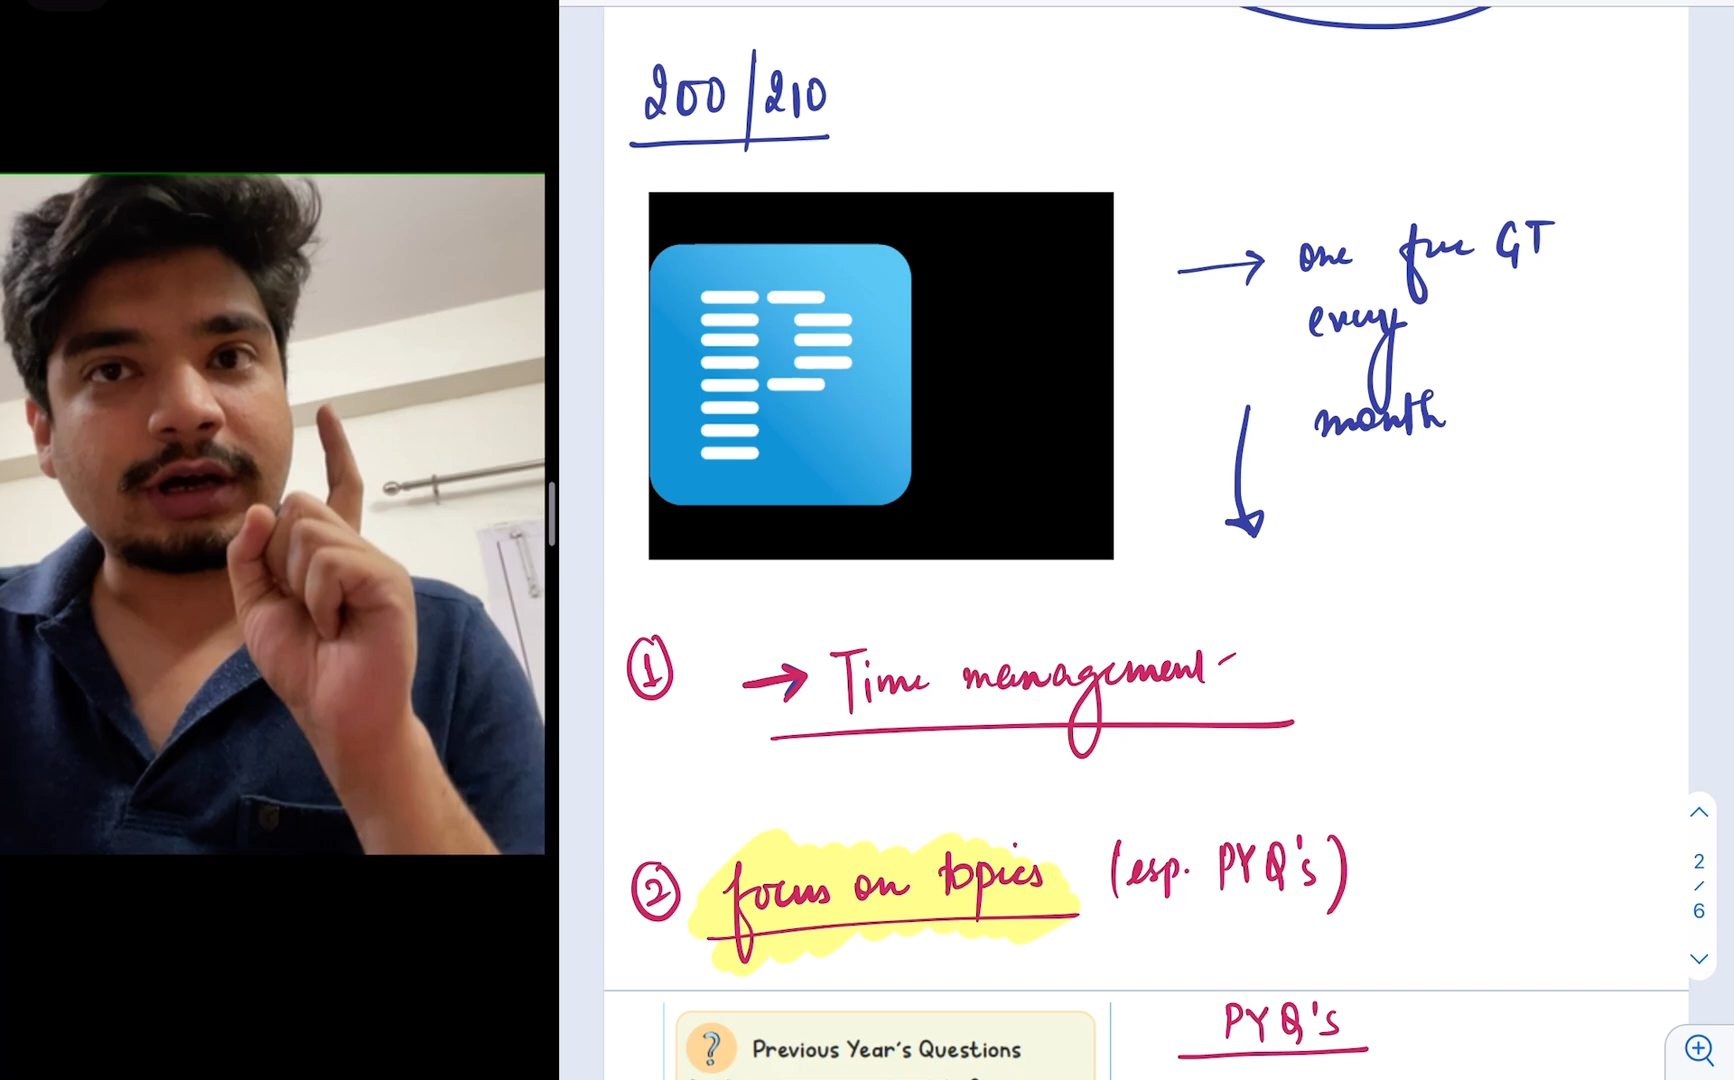 200/210
→ one free GT
every
month
① → Time management
② focus on topics (esp. PYQ's)
PYQ's
? Previous Year's Questions
2
/
6